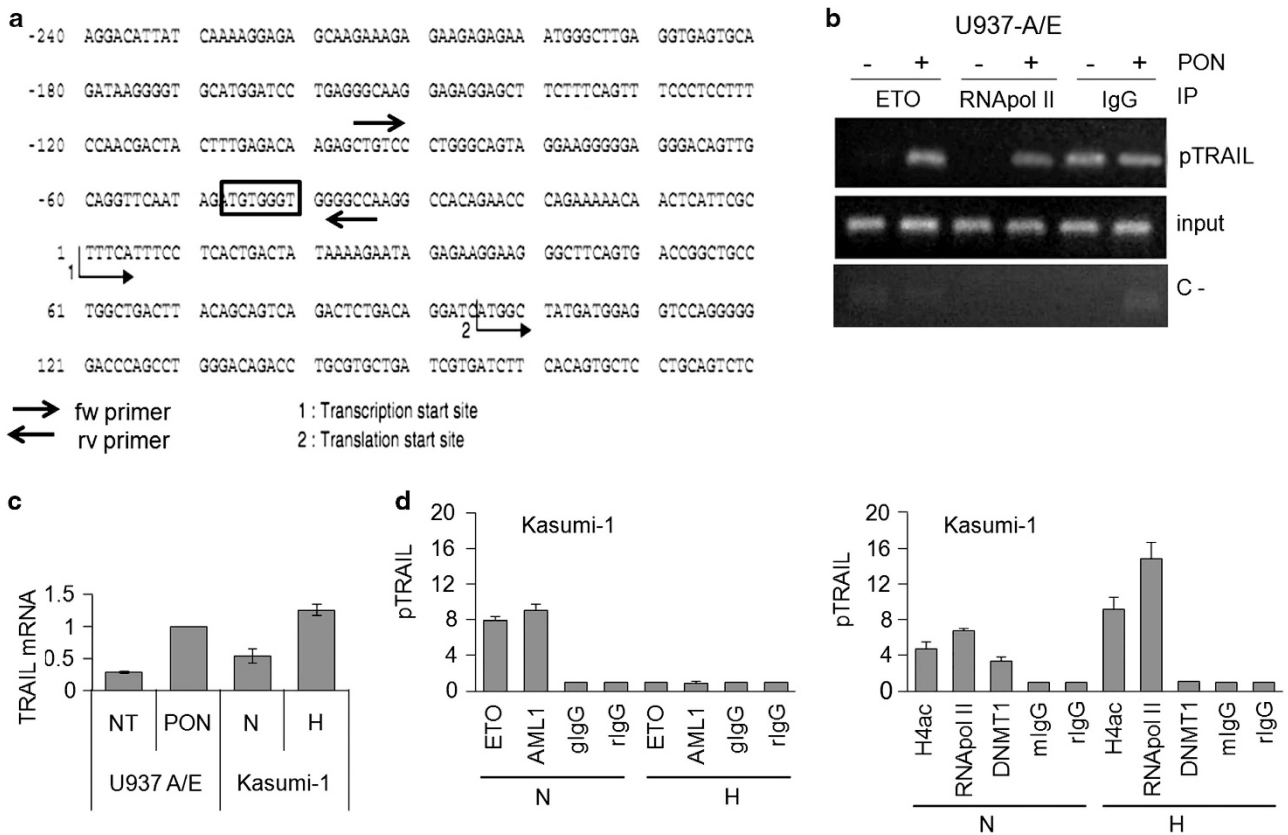 a
-240 AGGACATTATC CAAAAGGAGA GCAAGAAAGA GAAGAGAGAA ATGGGCTTGA GGTGAGTGCA
-180 GATAAGGGGT GCATGGATCC TGAGGGCAAG GAGAGGAGCT TCTTTCAGTT TCCCTCCTTT
-120 CCAACGACTA CTTTGAGACA AGAGCTGTCC CTGGGCAGTA GGAAGGGGGA GGGACAGTTG
-60 CAGGTTCAAT AGATGTGGGT GGGGCCAAGG CCACAGAACC CAGAAAAACA ACTCATTCGC
1 TTTCATTTCC TCACTGACTA TAAAAGAATA GAGAAGGAAG GGCTTCAGTG ACCGGCTGCC
1
61 TGGCTGACTT ACAGCAGTCA GACTCTGACA GGATCATGGC TATGATGGAG GTCCAGGGGG
2
121 GACCCAGCCT GGGACAGACC TGCGTGCTGA TCGTGATCTT CACAGTGCTC CTGCAGTCTC
fw primer
rv primer
1 : Transcription start site
2 : Translation start site
b
U937-A/E
- + - + - + PON
ETO RNApol II IgG IP
pTRAIL
input
C -
c
TRAIL mRNA
1.5
1
0.5
0
NT PON N H
U937 A/E Kasumi-1
d
Kasumi-1
pTRAIL
20
16
12
8
4
0
ETO AML1 gIgG rIgG ETO AML1 gIgG rIgG
N H
Kasumi-1
pTRAIL
20
16
12
8
4
0
H4ac RNApol II DNMT1 mIgG rIgG H4ac RNApol II DNMT1 mIgG rIgG
N H